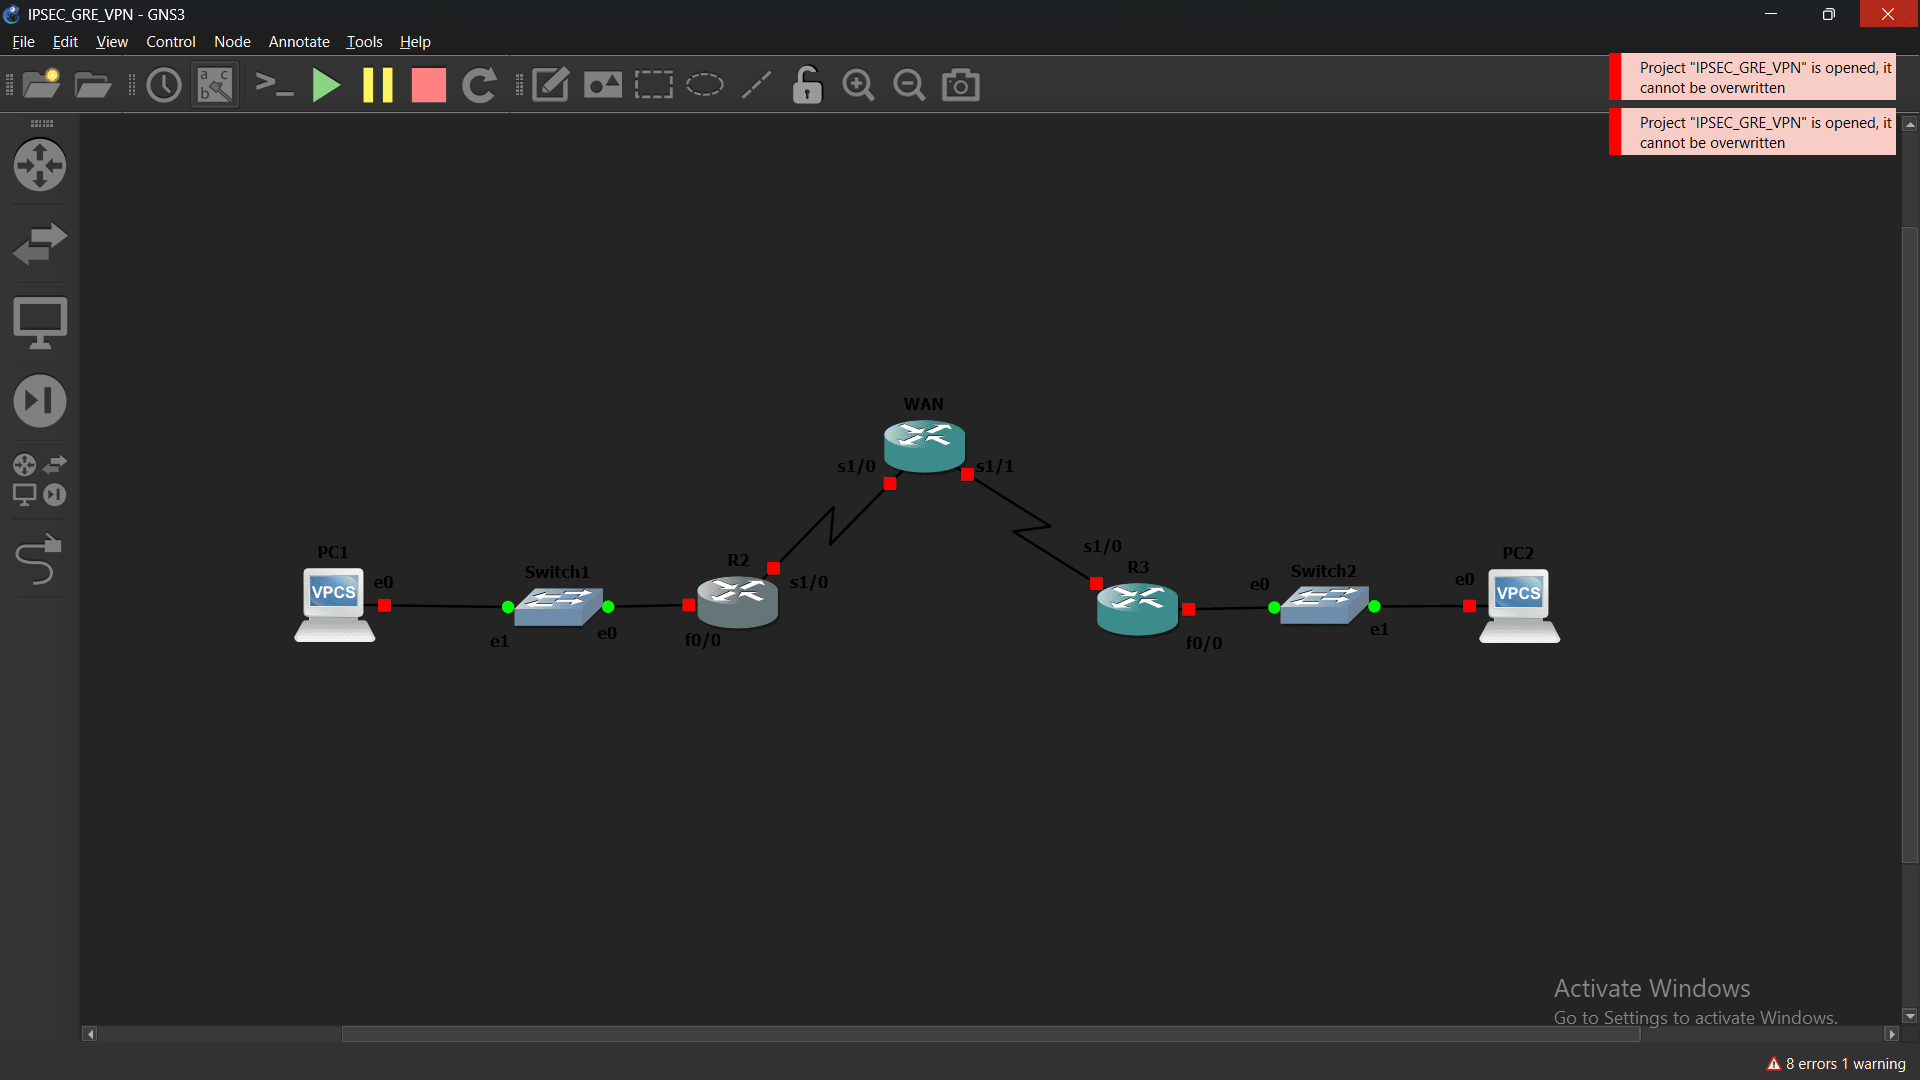 IPSEC_GRE_VPN - GNS3
File Edit View Control Node Annotate Tools Help
a c
b
Project "IPSEC_GRE_VPN" is opened, it
cannot be overwritten
Project "IPSEC_GRE_VPN" is opened, it
cannot be overwritten
WAN
s1/0
s1/1
s1/0
PC1
R2
R3
PC2
VPCS
e0
Switch1
s1/0
e0
Switch2
e0
VPCS
e1
e0
f0/0
f0/0
e1
Activate Windows
Go to Settings to activate Windows.
8 errors 1 warning